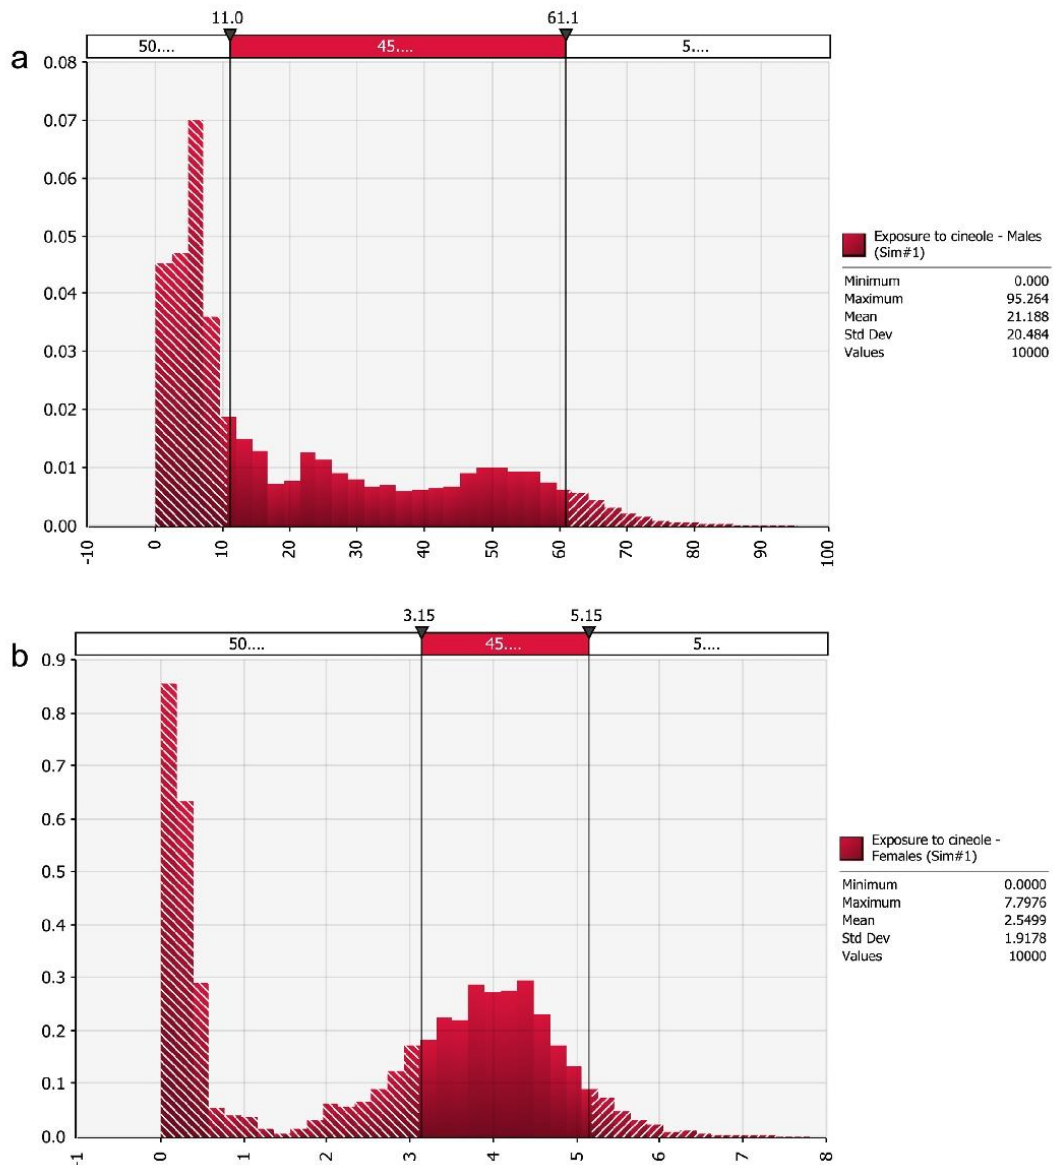 11.0 61.1
50.... 45.... 5....
a
0.08
0.07
0.06
0.05
0.04
0.03
0.02
0.01
0.00
-10 0 10 20 30 40 50 60 70 80 90 100
Exposure to cineole - Males
(Sim#1)
Minimum 0.000
Maximum 95.264
Mean 21.188
Std Dev 20.484
Values 10000
3.15 5.15
50.... 45.... 5....
b
0.9
0.8
0.7
0.6
0.5
0.4
0.3
0.2
0.1
0.0
-1 0 1 2 3 4 5 6 7 8
Exposure to cineole -
Females (Sim#1)
Minimum 0.0000
Maximum 7.7976
Mean 2.5499
Std Dev 1.9178
Values 10000